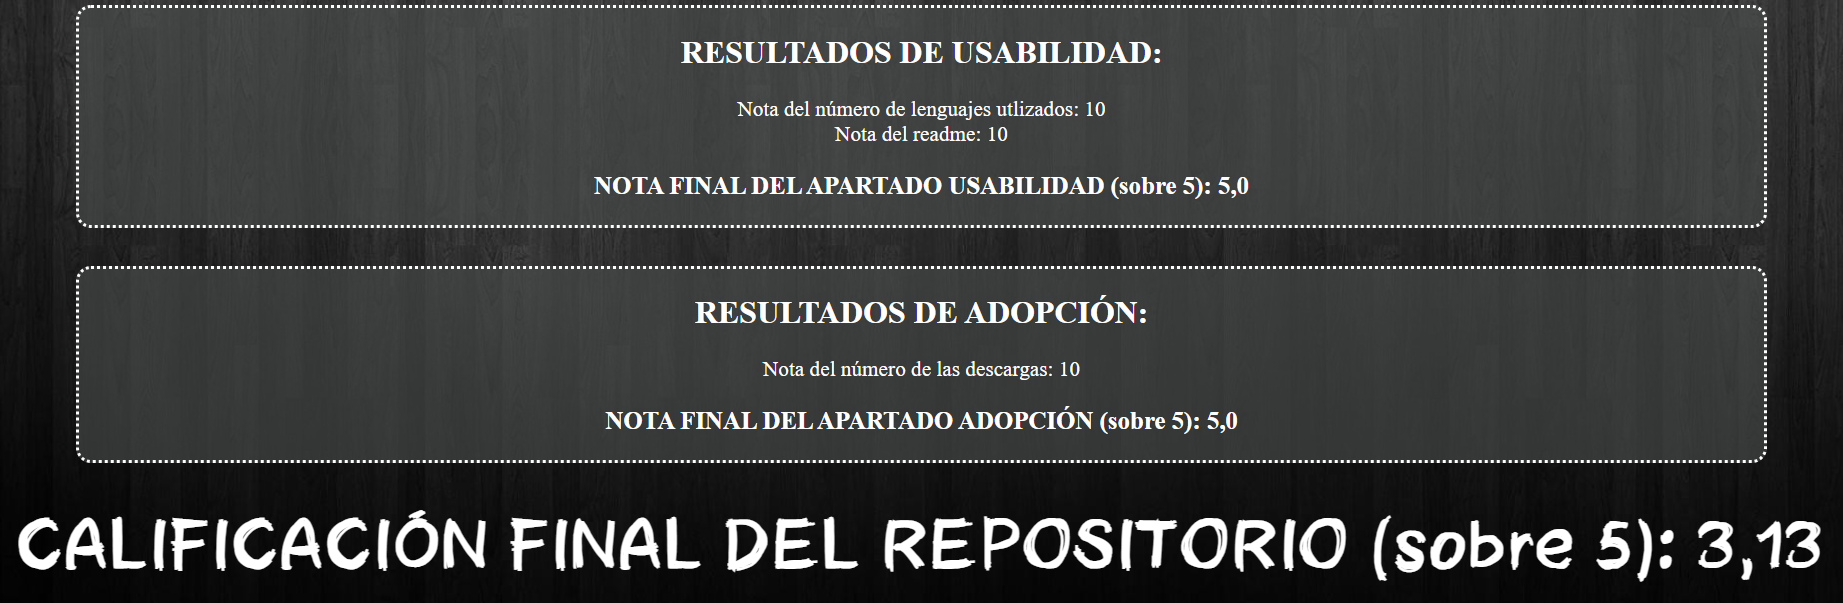 RESULTADOS DE USABILIDAD:
Nota del número de lenguajes utlizados: 10
Nota del readme: 10
NOTA FINAL DEL APARTADO USABILIDAD (sobre 5): 5,0
RESULTADOS DE ADOPCIÓN:
Nota del número de las descargas: 10
NOTA FINAL DEL APARTADO ADOPCIÓN (sobre 5): 5,0
CALIFICACIÓN FINAL DEL REPOSITORIO (sobre 5): 3,13